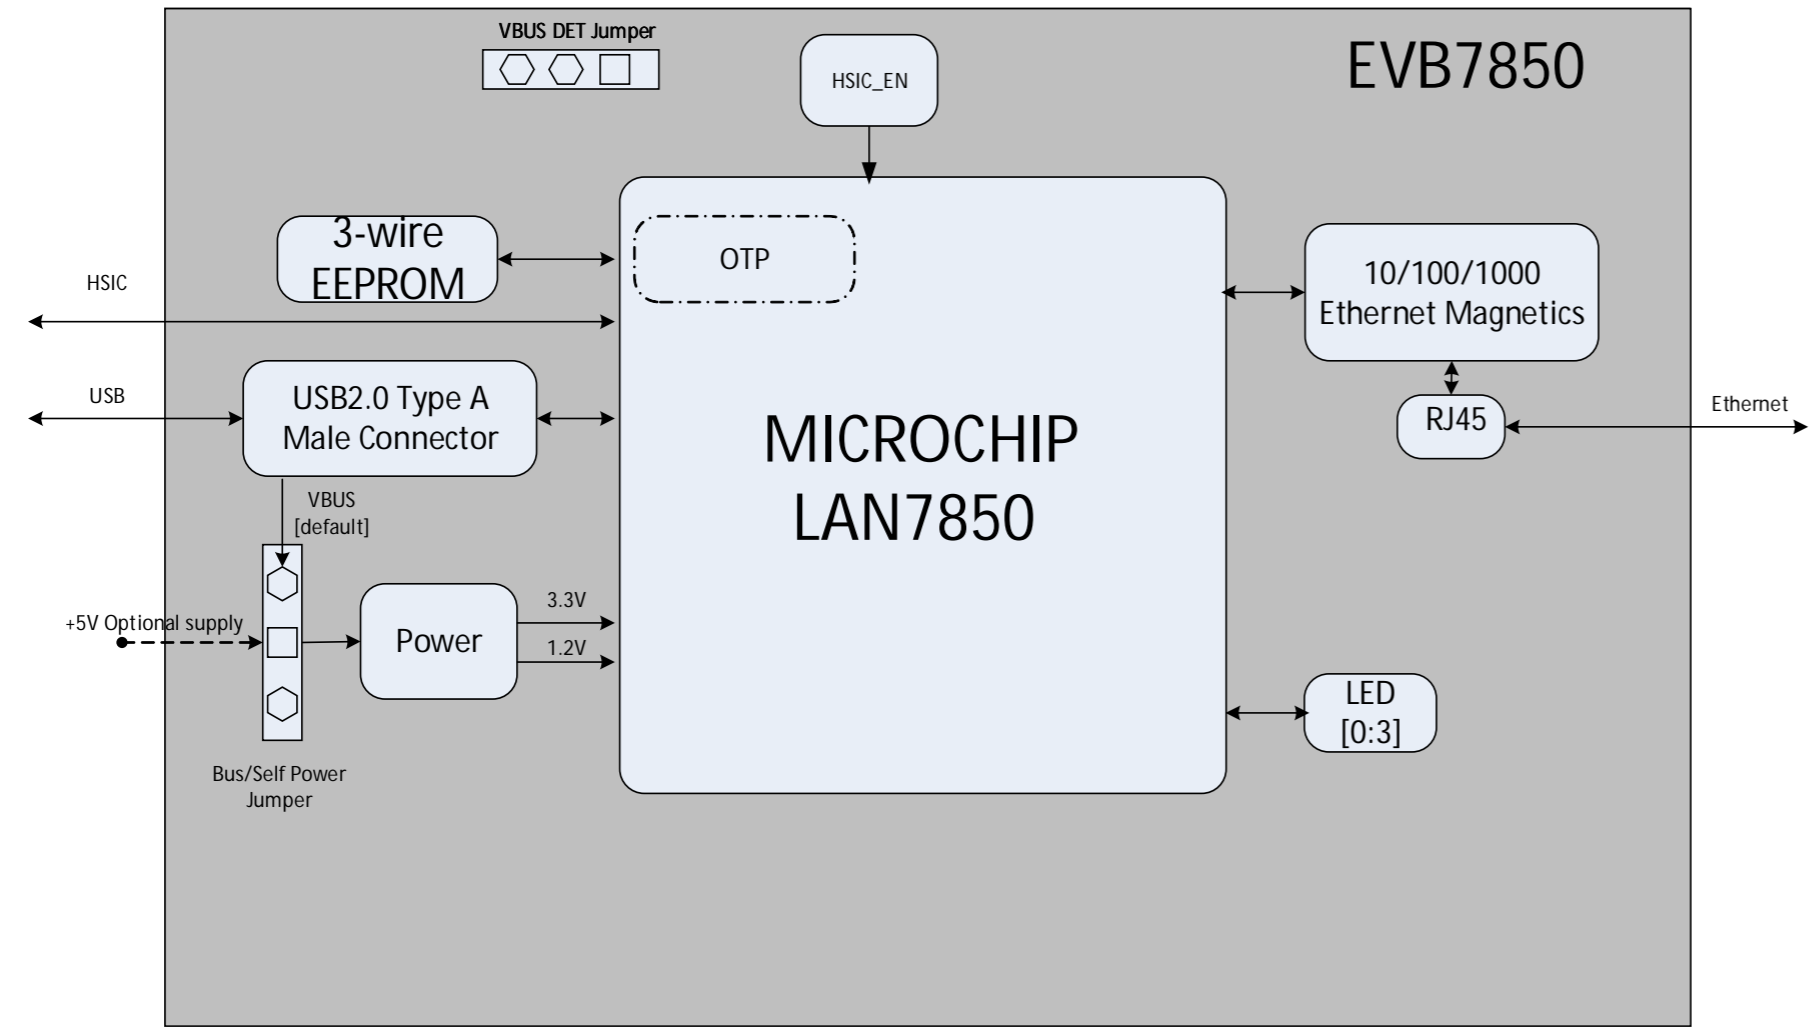 VBUS DET Jumper
EVB7850
HSIC_EN
3-wire
EEPROM
OTP
HSIC
10/100/1000
Ethernet Magnetics
USB
USB2.0 Type A
Male Connector
RJ45
Ethernet
MICROCHIP
LAN7850
VBUS
[default]
+5V Optional supply
Power
3.3V
1.2V
LED
[0:3]
Bus/Self Power
Jumper